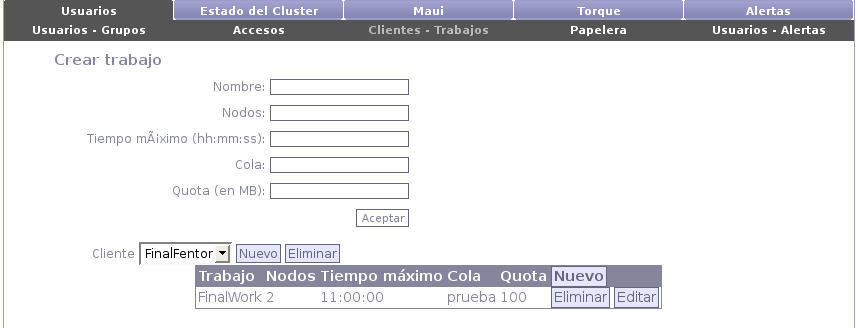 Usuarios Estado del Cluster Maui Torque Alertas
Usuarios - Grupos Accesos Clientes - Trabajos Papelera Usuarios - Alertas
Crear trabajo
Nombre:
Nodos:
Tiempo mÃ¡ximo (hh:mm:ss):
Cola:
Quota (en MB):
Aceptar
Cliente FinalFentor Nuevo Eliminar
Trabajo Nodos Tiempo máximo Cola Quota Nuevo
FinalWork 2 11:00:00 prueba 100 Eliminar Editar